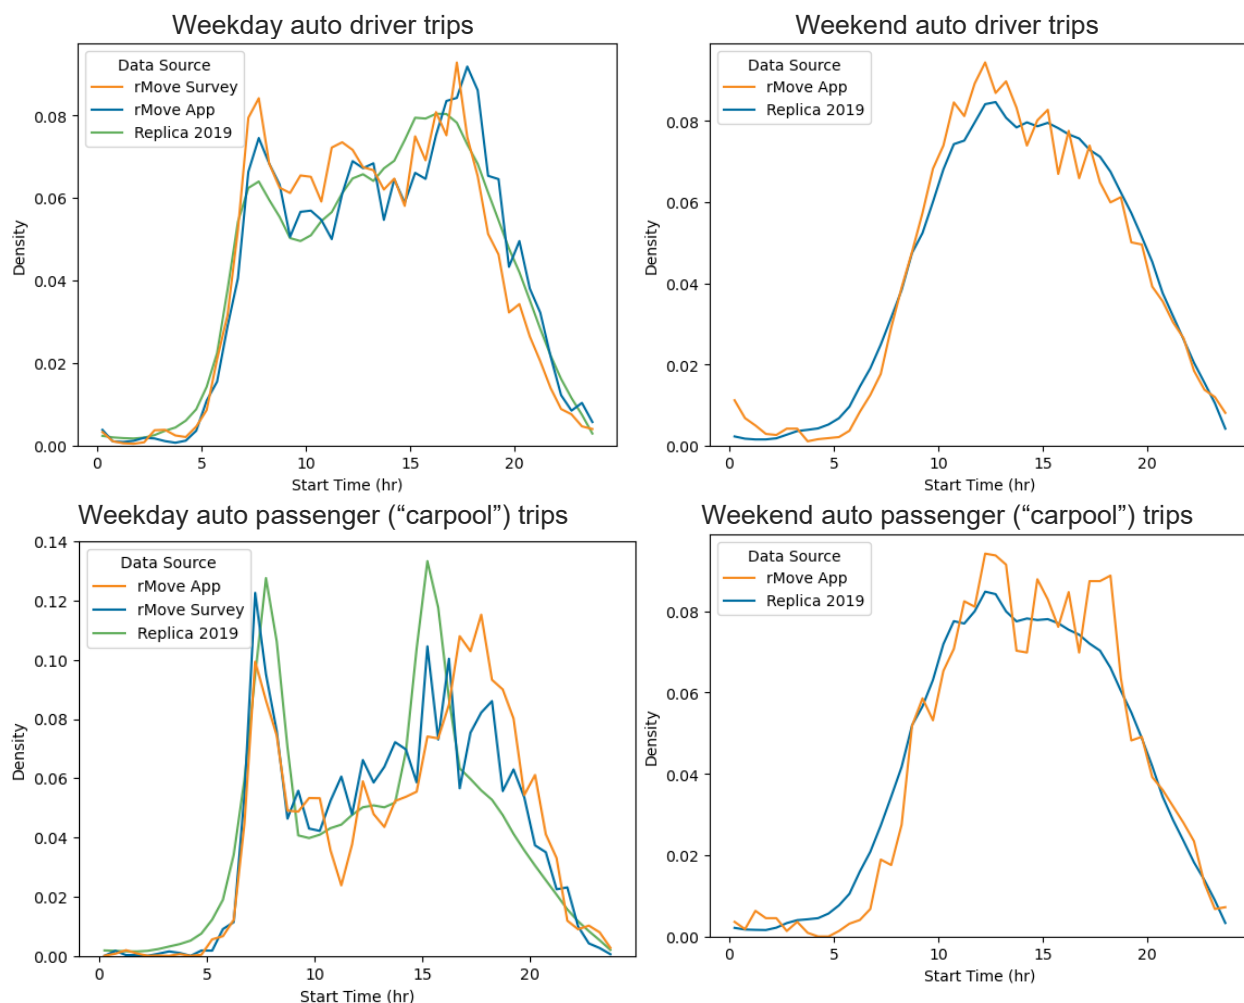 Weekday auto driver trips
Data Source
rMove Survey
rMove App
Replica 2019
0.08
0.06
0.04
0.02
0.00
Density
0
5
10
15
20
Start Time (hr)
Weekend auto driver trips
Data Source
rMove App
Replica 2019
0.08
0.06
0.04
0.02
0.00
Density
0
5
10
15
20
Start Time (hr)
Weekday auto passenger (“carpool”) trips
Data Source
rMove App
rMove Survey
Replica 2019
0.14
0.12
0.10
0.08
0.06
0.04
0.02
0.00
Density
0
5
10
15
20
Start Time (hr)
Weekend auto passenger (“carpool”) trips
Data Source
rMove App
Replica 2019
0.08
0.06
0.04
0.02
0.00
Density
0
5
10
15
20
Start Time (hr)